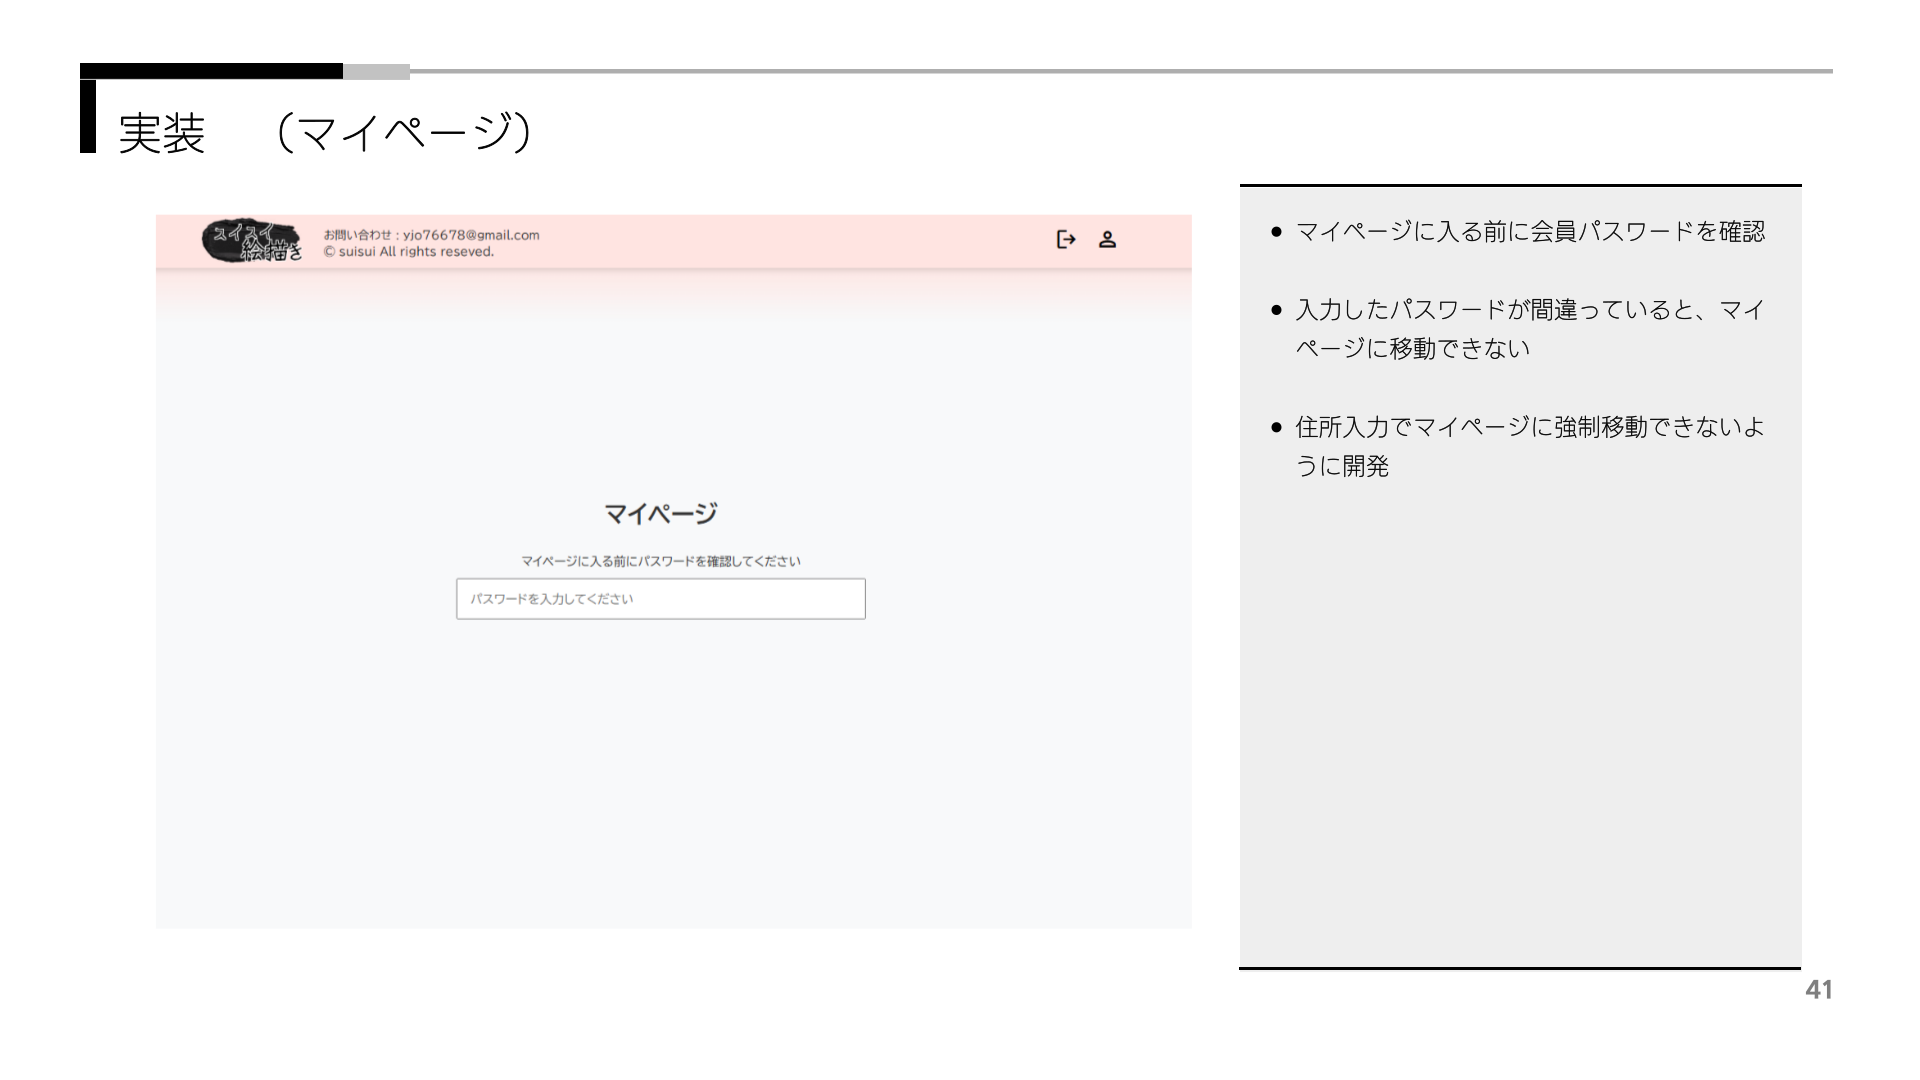 実装　（マイページ）
スイスイ
絵描き
お問い合わせ : yjo76678@gmail.com
© suisui All rights reseved.
マイページ
マイページに入る前にパスワードを確認してください
パスワードを入力してください
● マイページに入る前に会員パスワードを確認
● 入力したパスワードが間違っていると、マイ
ページに移動できない
● 住所入力でマイページに強制移動できないよ
うに開発
41